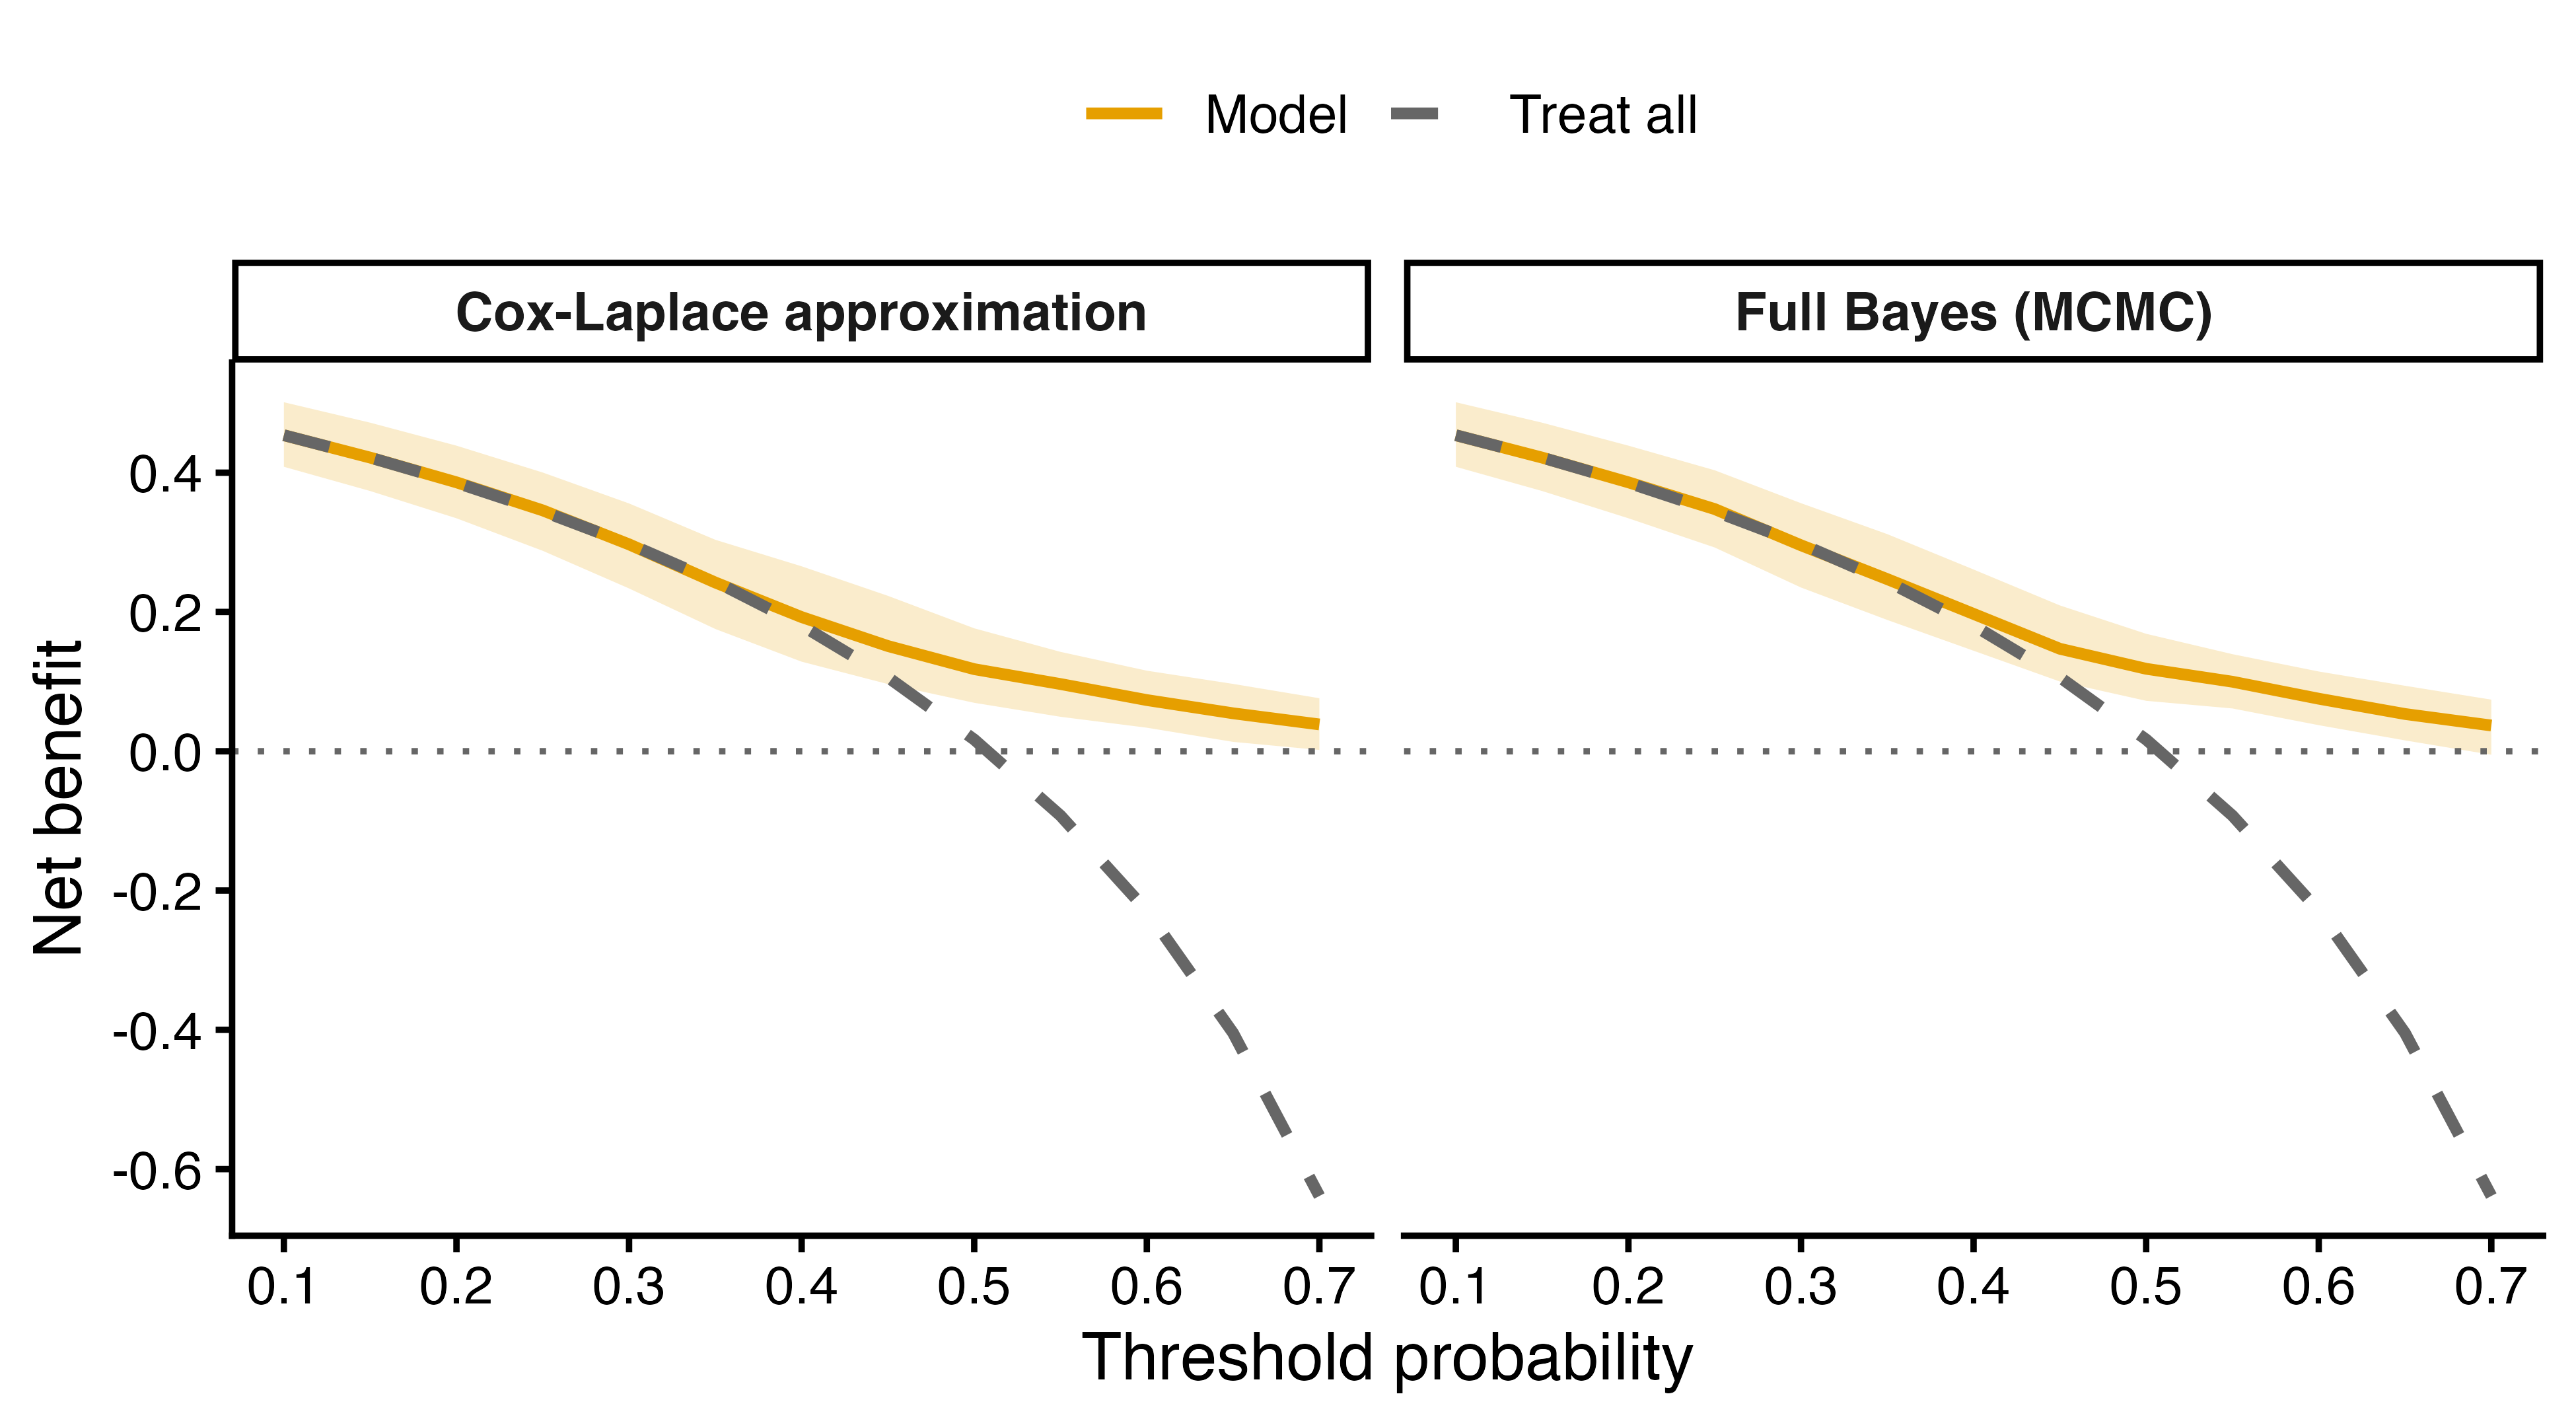 Model Treat all
Cox-Laplace approximation Full Bayes (MCMC)
Net benefit
0.4
0.2
0.0
-0.2
-0.4
-0.6
0.1 0.2 0.3 0.4 0.5 0.6 0.7 0.1 0.2 0.3 0.4 0.5 0.6 0.7
Threshold probability